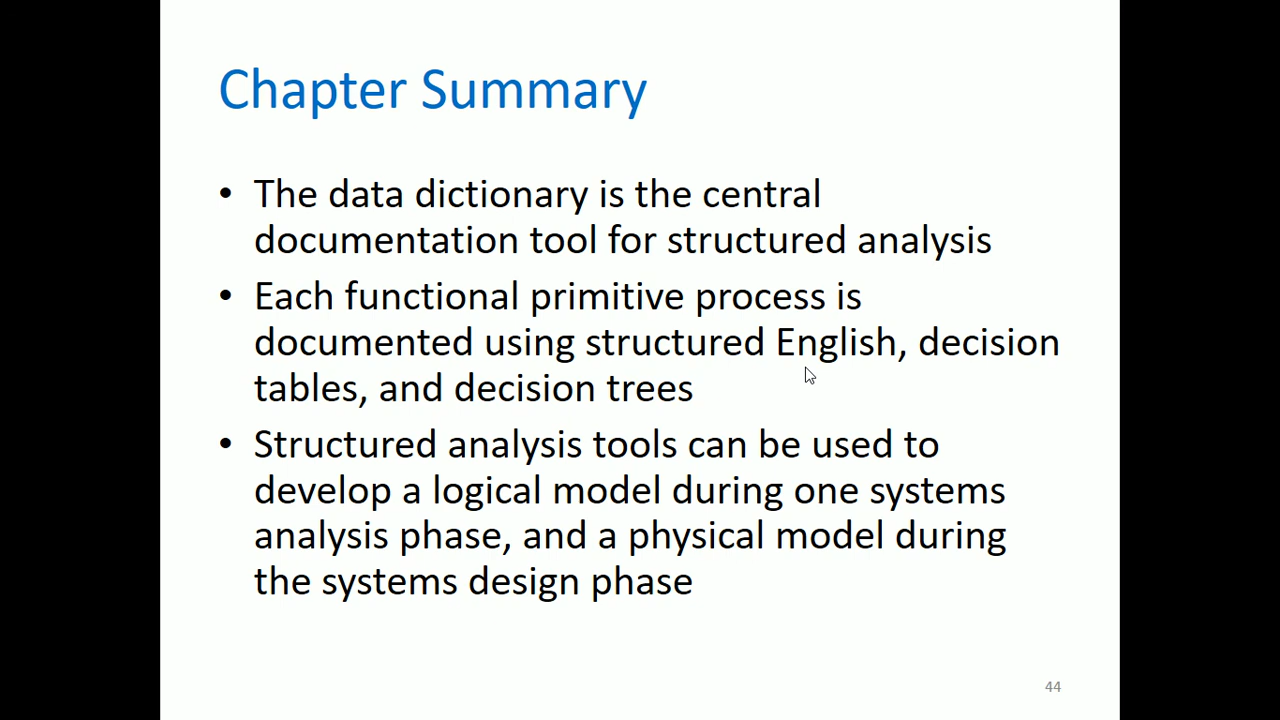 Chapter Summary
• The data dictionary is the central
documentation tool for structured analysis
• Each functional primitive process is
documented using structured English, decision
tables, and decision trees
• Structured analysis tools can be used to
develop a logical model during one systems
analysis phase, and a physical model during
the systems design phase
44